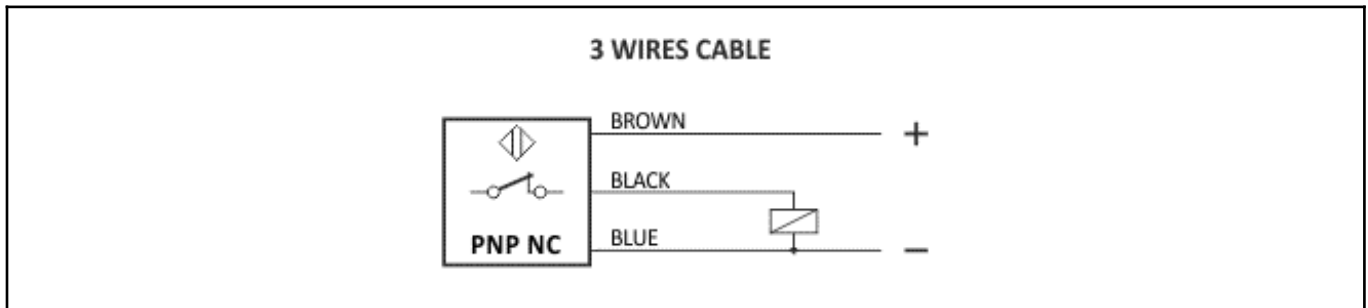 3 WIRES CABLE
BROWN
+
BLACK
BLUE
−
PNP NC